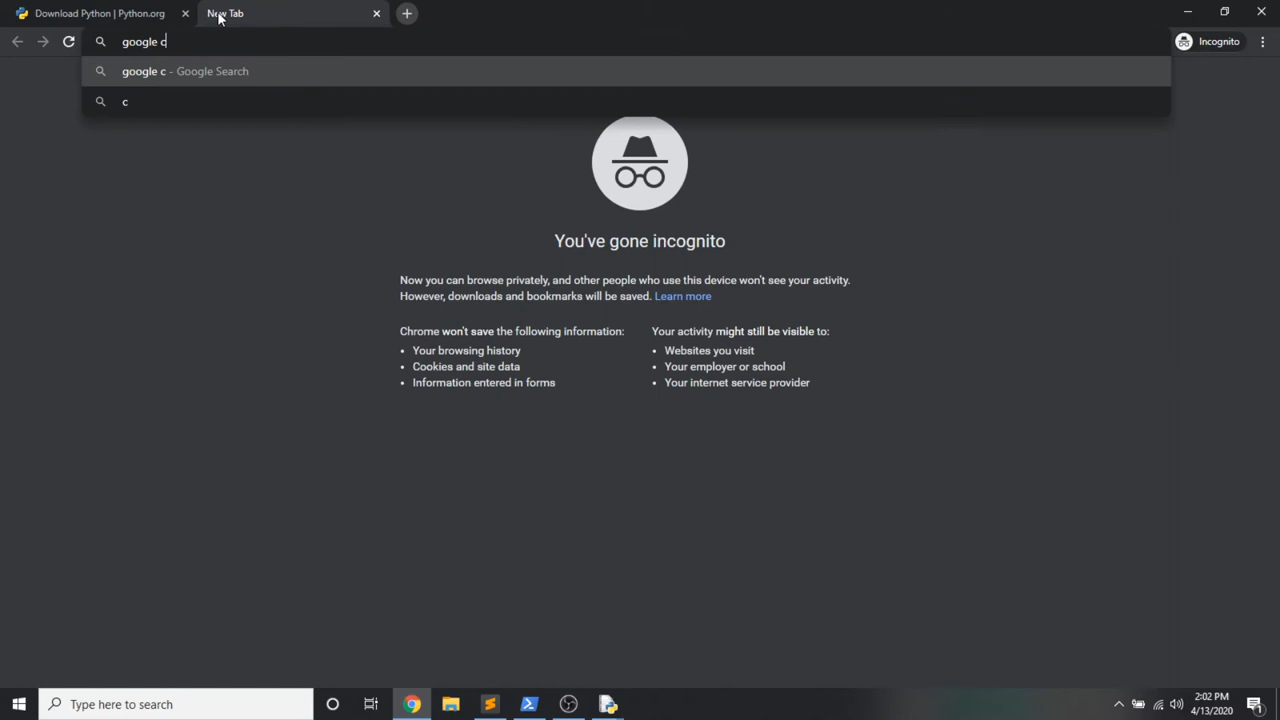 Download Python | Python.org
New Tab
google c
Incognito
google c - Google Search
c
You've gone incognito
Now you can browse privately, and other people who use this device won't see your activity.
However, downloads and bookmarks will be saved. Learn more
Chrome won't save the following information:
Your browsing history
Cookies and site data
Information entered in forms
Your activity might still be visible to:
Websites you visit
Your employer or school
Your internet service provider
Type here to search
2:02 PM
4/13/2020
1